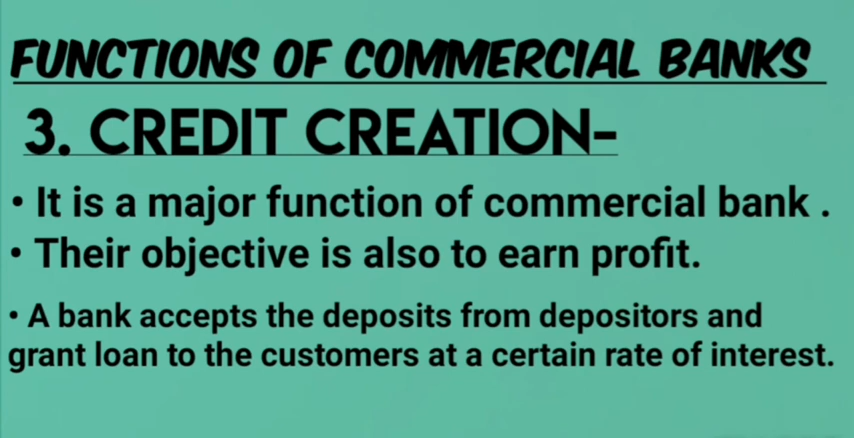 FUNCTIONS OF COMMERCIAL BANKS
3. CREDIT CREATION-
• It is a major function of commercial bank .
• Their objective is also to earn profit.
• A bank accepts the deposits from depositors and
grant loan to the customers at a certain rate of interest.